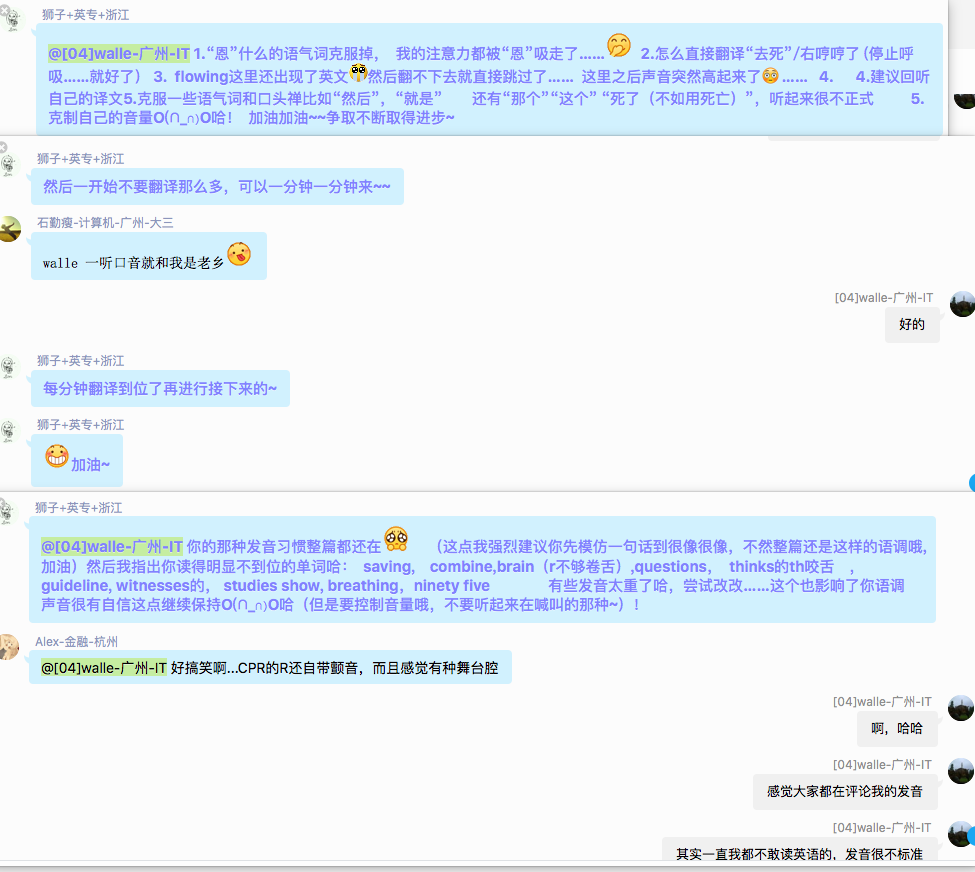 狮子+英专+浙江
@[04]walle-广州-IT 1.“恩”什么的语气词克服掉， 我的注意力都被“恩”吸走了...... 2.怎么直接翻译“去死”/右哼哼了 (停止呼
吸......就好了） 3. flowing这里还出现了英文 然后翻不下去就直接跳过了...... 这里之后声音突然高起来了 ...... 4. 4.建议回听
自己的译文5.克服一些语气词和口头禅比如“然后”，“就是” 还有“那个”“这个” “死了（不如用死亡）”，听起来很不正式 5.
克制自己的音量O(∩_∩)O哈！ 加油加油~~争取不断取得进步~
狮子+英专+浙江
然后一开始不要翻译那么多，可以一分钟一分钟来~~
石勤瘦-计算机-广州-大三
walle 一听口音就和我是老乡
[04]walle-广州-IT
好的
狮子+英专+浙江
每分钟翻译到位了再进行接下来的~
狮子+英专+浙江
加油~
狮子+英专+浙江
@[04]walle-广州-IT 你的那种发音习惯整篇都还在 （这点我强烈建议你先模仿一句话到很像很像，不然整篇还是这样的语调哦，
加油）然后我指出你读得明显不到位的单词哈： saving, combine,brain（r不够卷舌）,questions, thinks的th咬舌 ,
guideline, witnesses的， studies show, breathing，ninety five 有些发音太重了哈，尝试改改......这个也影响了你语调
声音很有自信这点继续保持O(∩_∩)O哈（但是要控制音量哦，不要听起来在喊叫的那种~）！
Alex-金融-杭州
@[04]walle-广州-IT 好搞笑啊...CPR的R还自带颤音，而且感觉有种舞台腔
[04]walle-广州-IT
啊，哈哈
[04]walle-广州-IT
感觉大家都在评论我的发音
[04]walle-广州-IT
其实一直我都不敢读英语的，发音很不标准